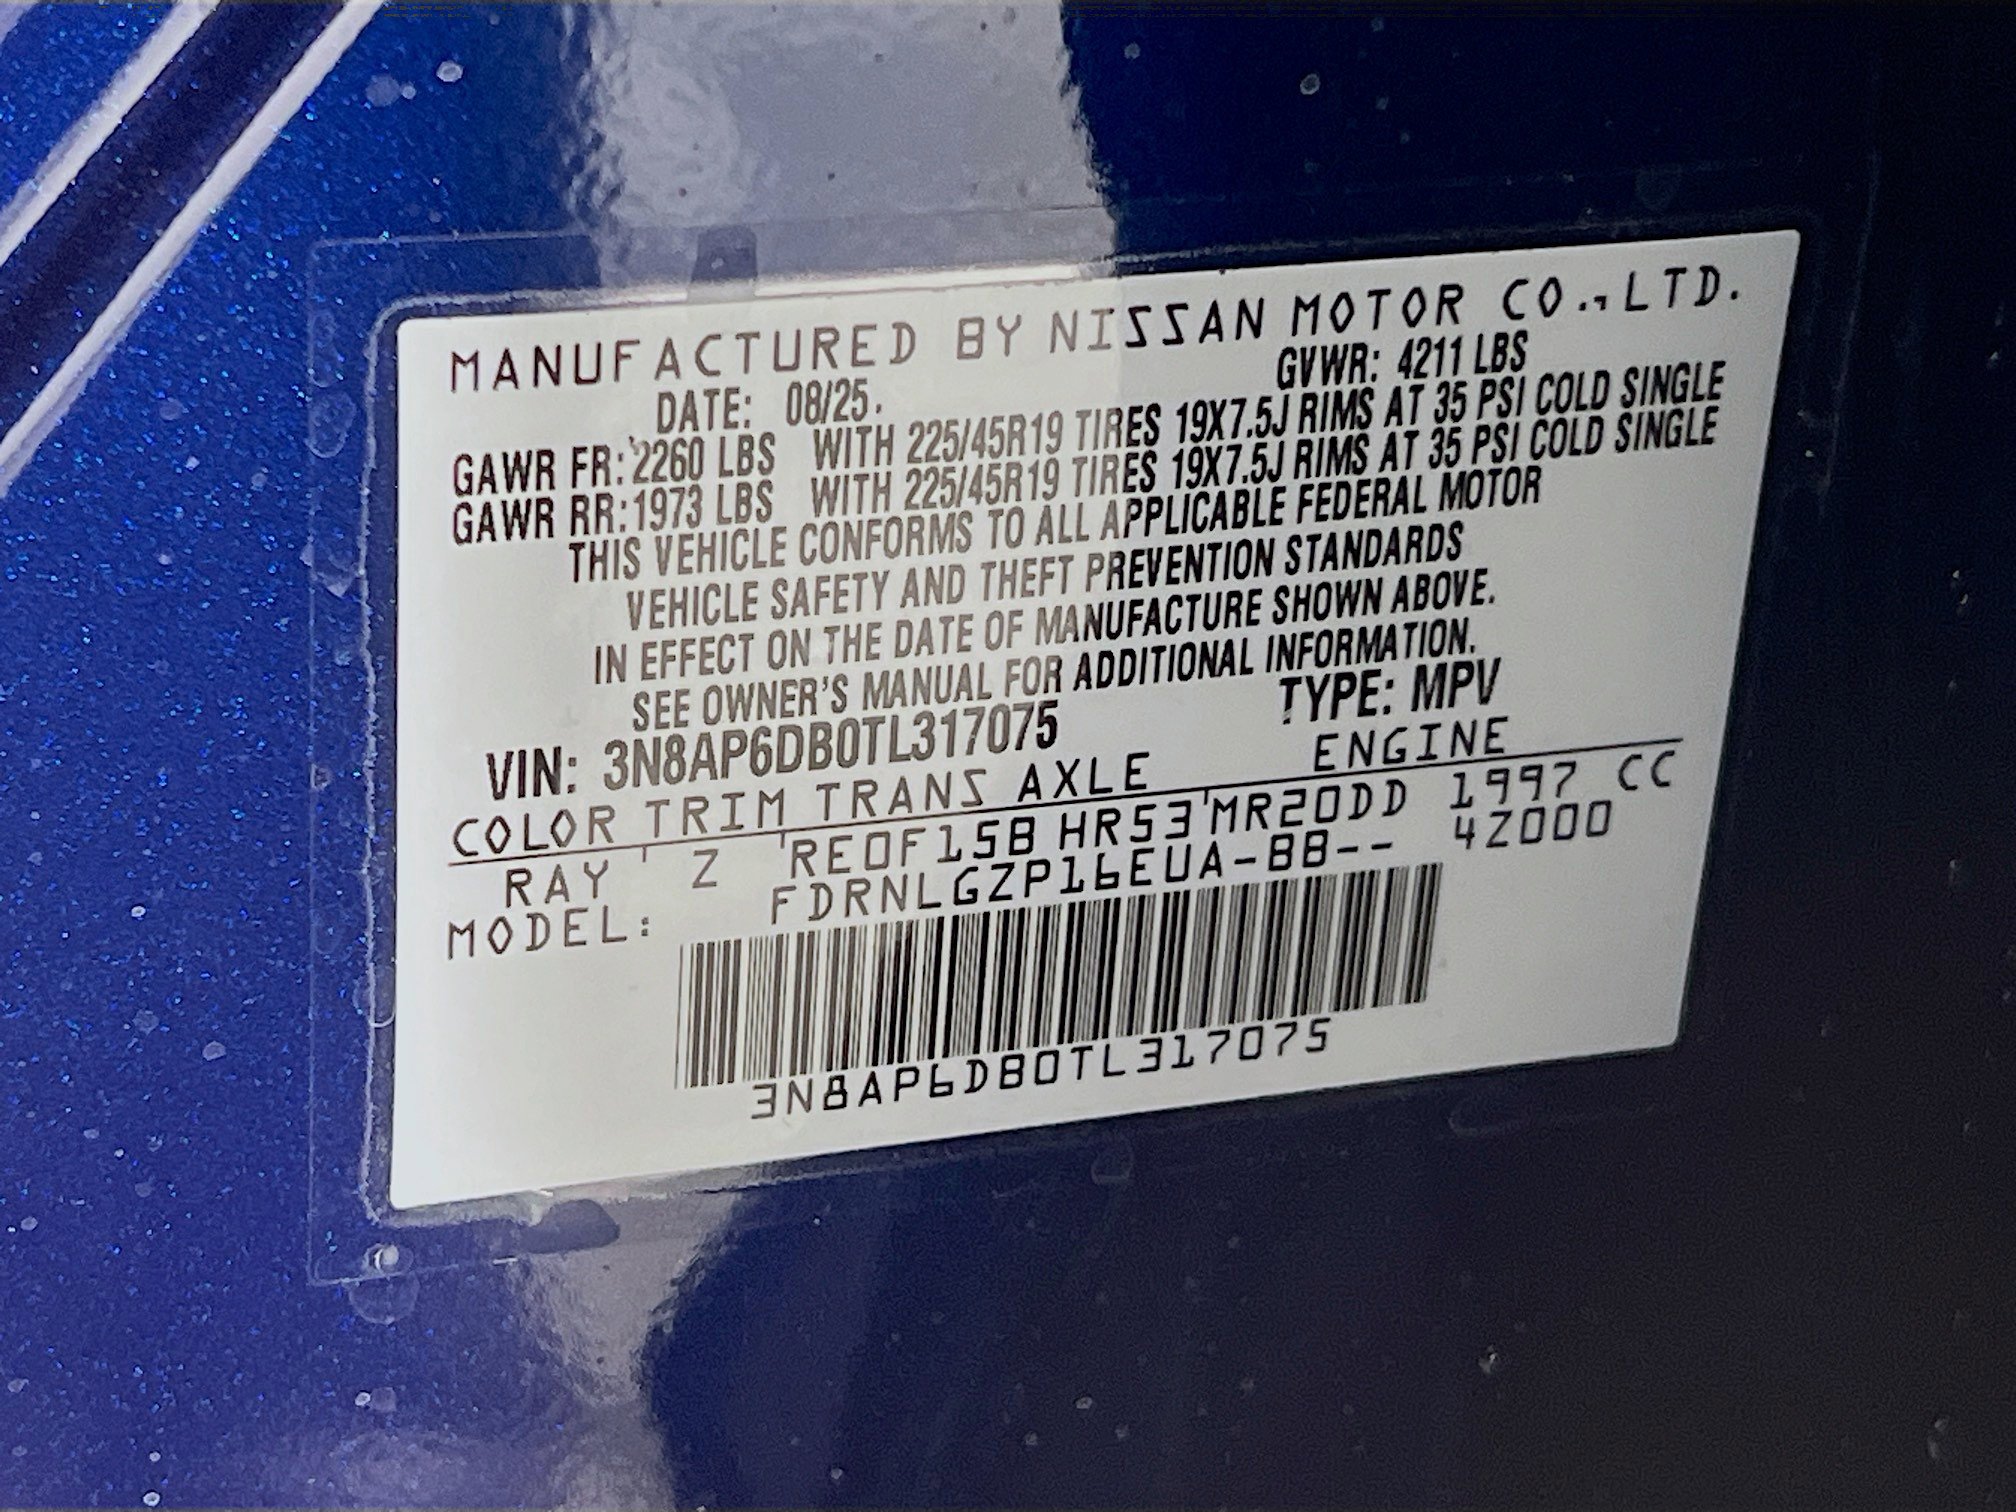 MANUFACTURED BY NISSAN MOTOR CO.,LTD.
DATE: 08/25. GVWR: 4211 LBS
GAWR FR: 2260 LBS WITH 225/45R19 TIRES 19X7.5J RIMS AT 35 PSI COLD SINGLE
GAWR RR: 1973 LBS WITH 225/45R19 TIRES 19X7.5J RIMS AT 35 PSI COLD SINGLE
THIS VEHICLE CONFORMS TO ALL APPLICABLE FEDERAL MOTOR
VEHICLE SAFETY AND THEFT PREVENTION STANDARDS
IN EFFECT ON THE DATE OF MANUFACTURE SHOWN ABOVE.
SEE OWNER'S MANUAL FOR ADDITIONAL INFORMATION.
VIN: 3N8AP6DB0TL317075 TYPE: MPV
COLOR TRIM TRANS AXLE ENGINE
RAY Z RE0F15B HR53 MR20DD 1997 CC
MODEL: FDRNLGZP16EUA-BB-- 4Z000
3N8AP6DB0TL317075